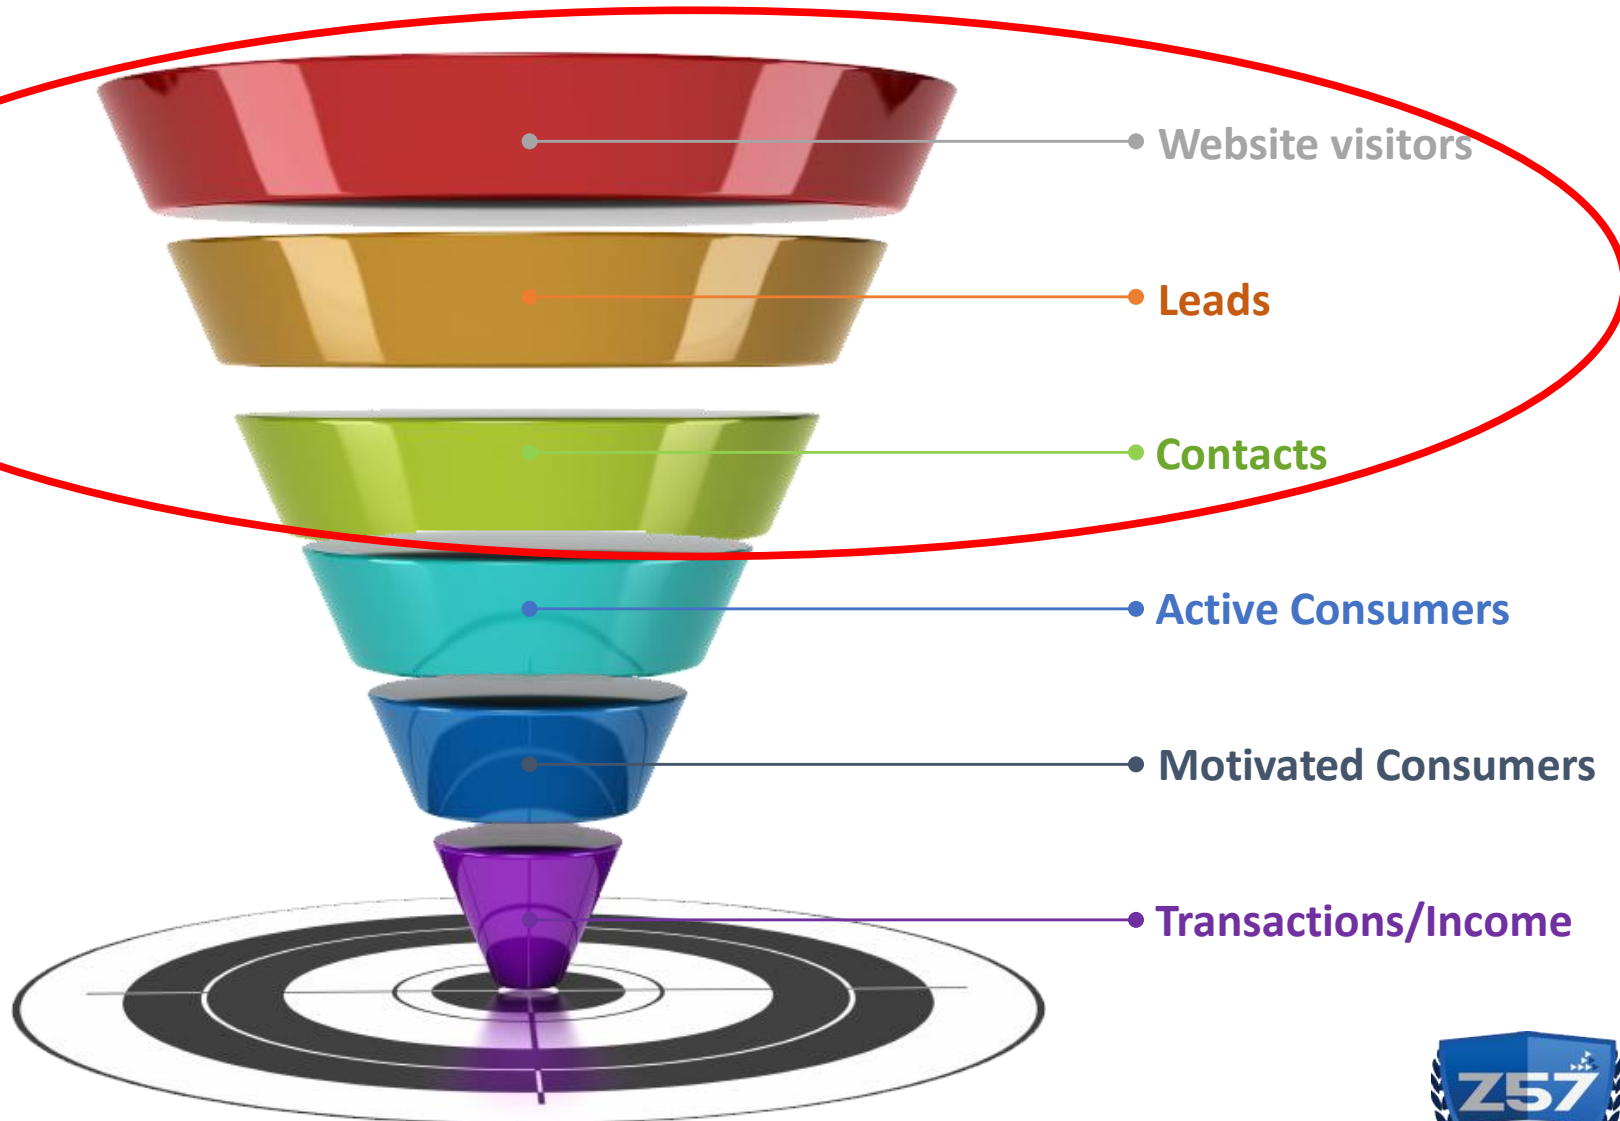 Website visitors
Leads
Contacts
Active Consumers
Motivated Consumers
Transactions/Income
Z57